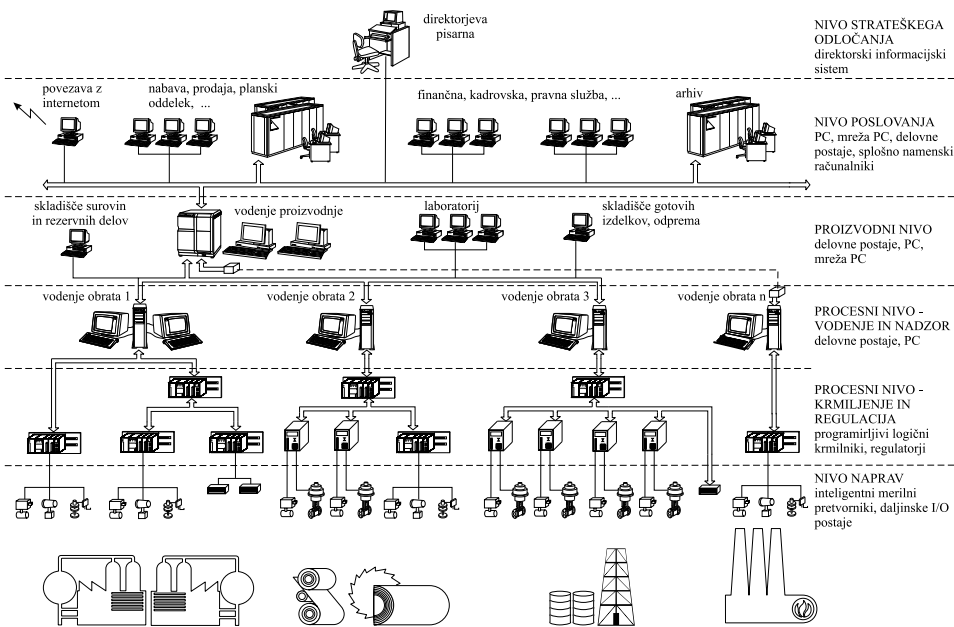 direktorjeva
pisarna
NIVO STRATEŠKEGA
ODLOČANJA
direktorski informacijski
sistem
povezava z
internetom
nabava, prodaja, planski
oddelek, ...
finančna, kadrovska, pravna služba, ...
arhiv
NIVO POSLOVANJA
PC, mreža PC, delovne
postaje, splošno namenski
računalniki
skladišče surovin
in rezervnih delov
vodenje proizvodnje
laboratorij
skladišče gotovih
izdelkov, odprema
PROIZVODNI NIVO
delovne postaje, PC,
mreža PC
vodenje obrata 1
vodenje obrata 2
vodenje obrata 3
vodenje obrata n
PROCESNI NIVO -
VODENJE IN NADZOR
delovne postaje, PC
PROCESNI NIVO -
KRMILJENJE IN
REGULACIJA
programirljivi logični
krmilniki, regulatorji
NIVO NAPRAV
inteligentni merilni
pretvorniki, daljinske I/O
postaje